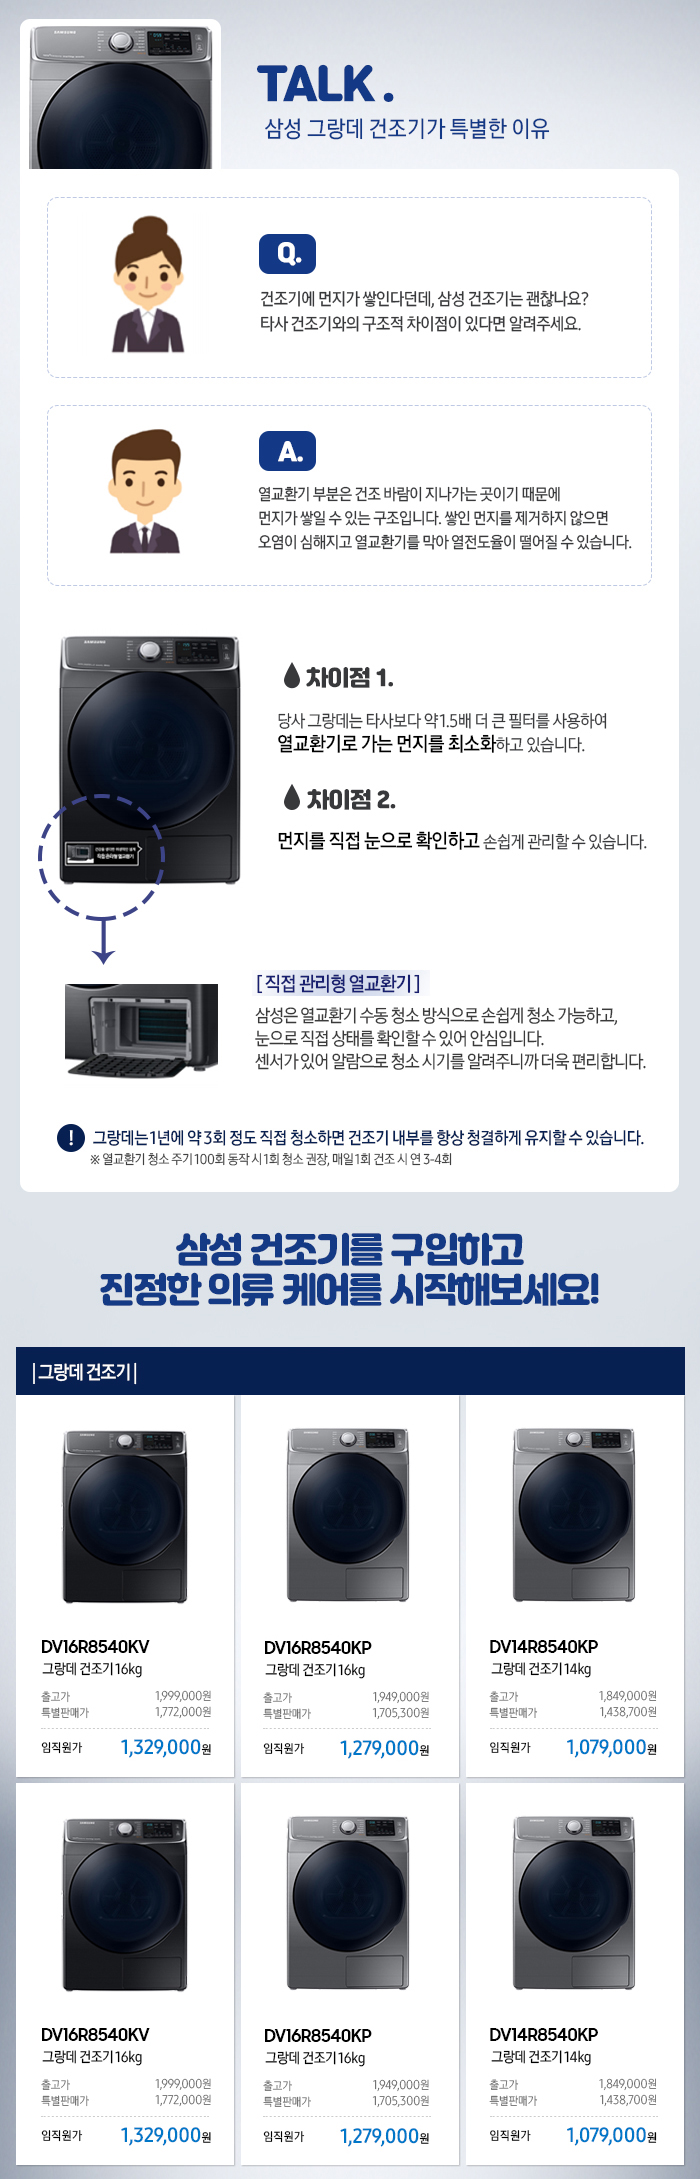 SAMSUNG
TALK.
삼성 그랑데 건조기가 특별한 이유
Q.
건조기에 먼지가 쌓인다던데, 삼성 건조기는 괜찮나요?
타사 건조기와의 구조적 차이점이 있다면 알려주세요.
A.
열교환기 부분은 건조 바람이 지나가는 곳이기 때문에
먼지가 쌓일 수 있는 구조입니다. 쌓인 먼지를 제거하지 않으면
오염이 심해지고 열교환기를 막아 열전도율이 떨어질 수 있습니다.
SAMSUNG
차이점 1.
당사 그랑데는 타사보다 약 1.5배 더 큰 필터를 사용하여
열교환기로 가는 먼지를 최소화하고 있습니다.
차이점 2.
먼지를 직접 눈으로 확인하고 손쉽게 관리할 수 있습니다.
직접 관리형 열교환기
[직접 관리형 열교환기]
삼성은 열교환기 수동 청소 방식으로 손쉽게 청소 가능하고,
눈으로 직접 상태를 확인할 수 있어 안심입니다.
센서가 있어 알람으로 청소 시기를 알려주니까 더욱 편리합니다.
! 그랑데는 1년에 약 3회 정도 직접 청소하면 건조기 내부를 항상 청결하게 유지할 수 있습니다.
※ 열교환기 청소 주기 100회 동작 시 1회 청소 권장, 매일 1회 건조 시 연 3-4회
삼성 건조기를 구입하고
진정한 의류 케어를 시작해보세요!
| 그랑데 건조기 |
DV16R8540KV
그랑데 건조기 16kg
출고가 1,999,000원
특별판매가 1,772,000원
임직원가 1,329,000원
DV16R8540KP
그랑데 건조기 16kg
출고가 1,949,000원
특별판매가 1,705,300원
임직원가 1,279,000원
DV14R8540KP
그랑데 건조기 14kg
출고가 1,849,000원
특별판매가 1,438,700원
임직원가 1,079,000원
DV16R8540KV
그랑데 건조기 16kg
출고가 1,999,000원
특별판매가 1,772,000원
임직원가 1,329,000원
DV16R8540KP
그랑데 건조기 16kg
출고가 1,949,000원
특별판매가 1,705,300원
임직원가 1,279,000원
DV14R8540KP
그랑데 건조기 14kg
출고가 1,849,000원
특별판매가 1,438,700원
임직원가 1,079,000원